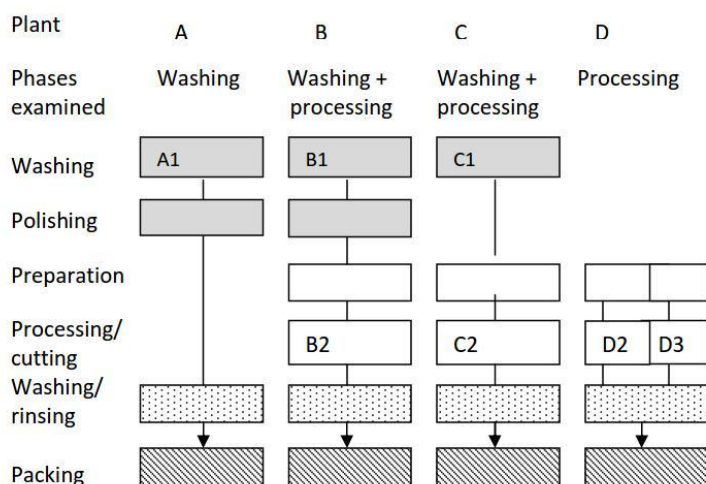 Plant A B C D
Phases examined Washing Washing + processing Washing + processing Processing
Washing A1 B1 C1
Polishing
Preparation
Processing/
cutting B2 C2 D2 D3
Washing/
rinsing
Packing